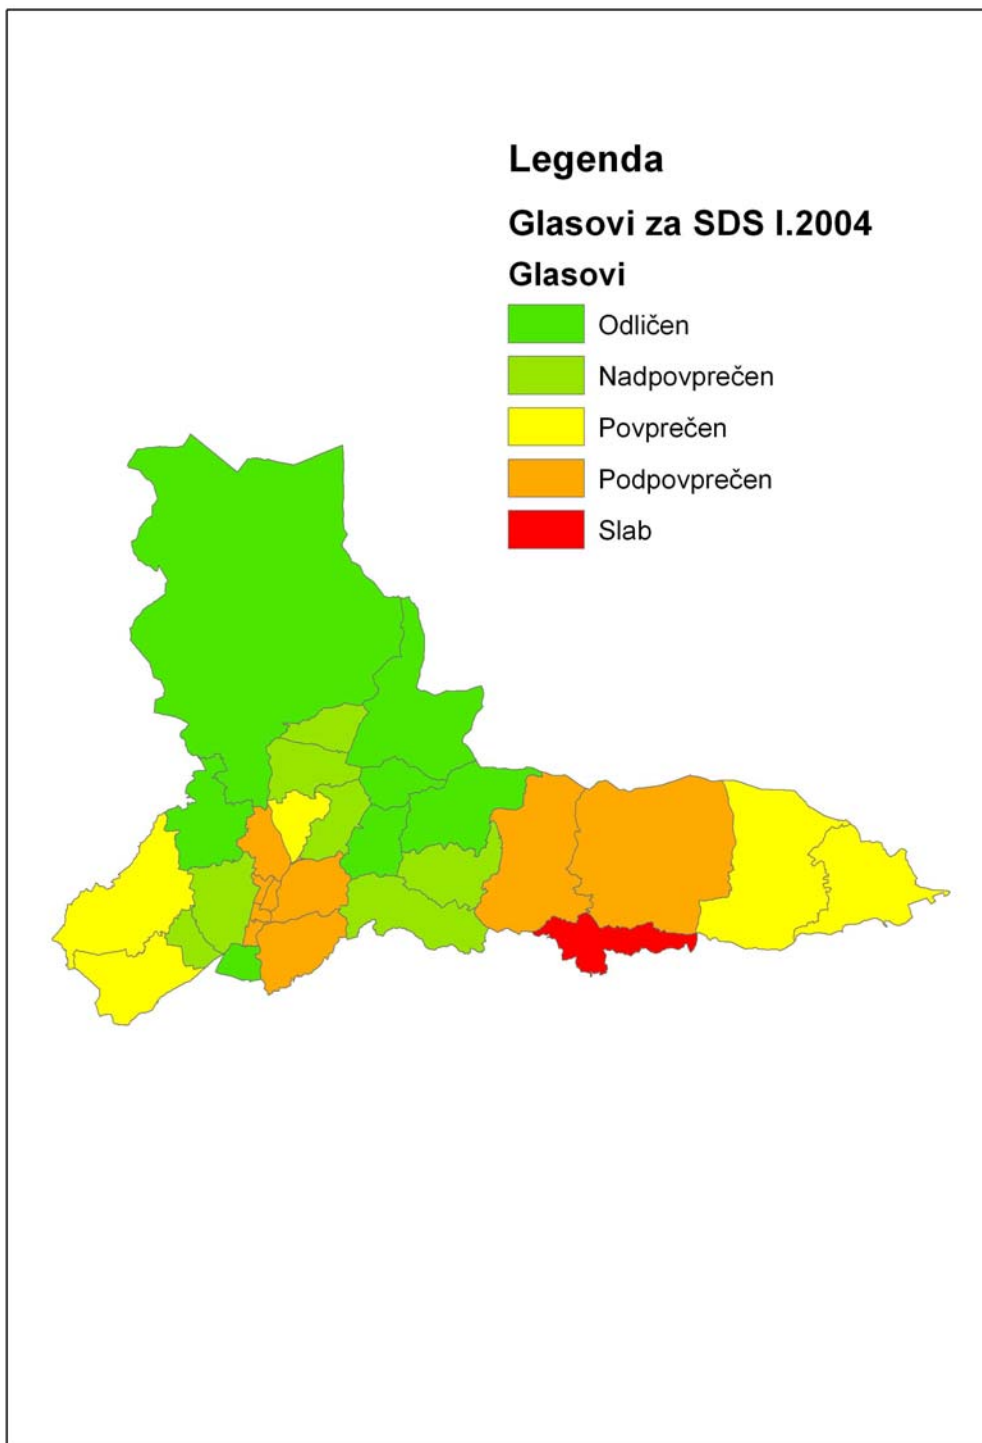 Legenda
Glasovi za SDS I.2004
Glasovi
Odličen
Nadpovprečen
Povprečen
Podpovprečen
Slab